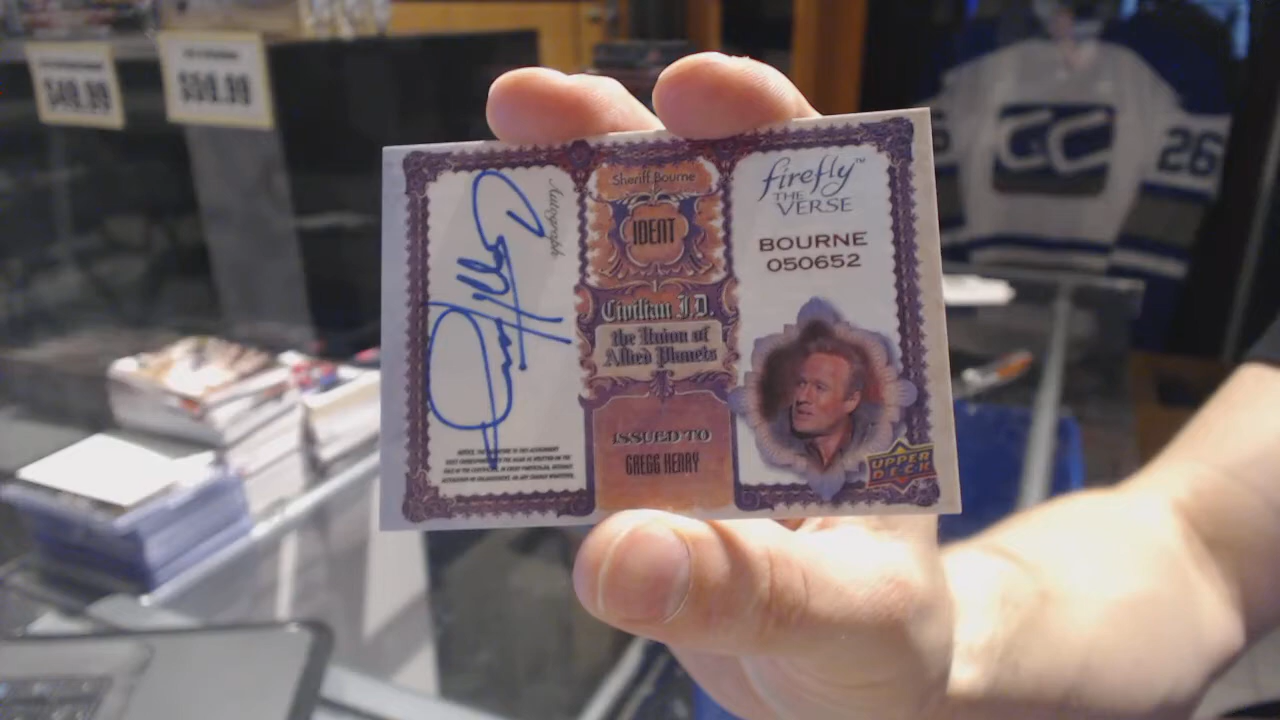 $49.99
$59.99
Autograph
Sheriff Bourne
IDENT
Civilian I.D.
the Union of
Allied Planets
ISSUED TO
GREGG HENRY
firefly™
THE
VERSE
BOURNE
050652
UPPER
DECK
CC
26